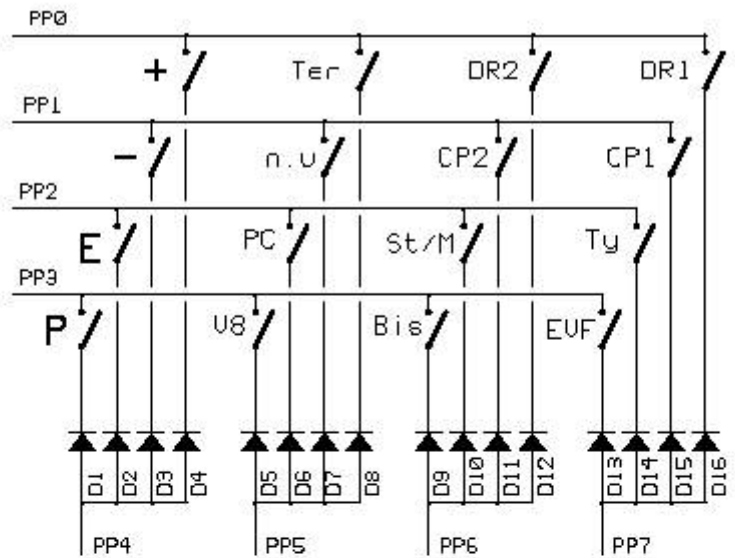 PP0
+ Ter DR2 DR1
PP1
- n.u CP2 CP1
PP2
E PC St/M Ty
PP3
P V8 Bis EVF
D1 D2 D3 D4 D5 D6 D7 D8 D9 D10 D11 D12 D13 D14 D15 D16
PP4 PP5 PP6 PP7